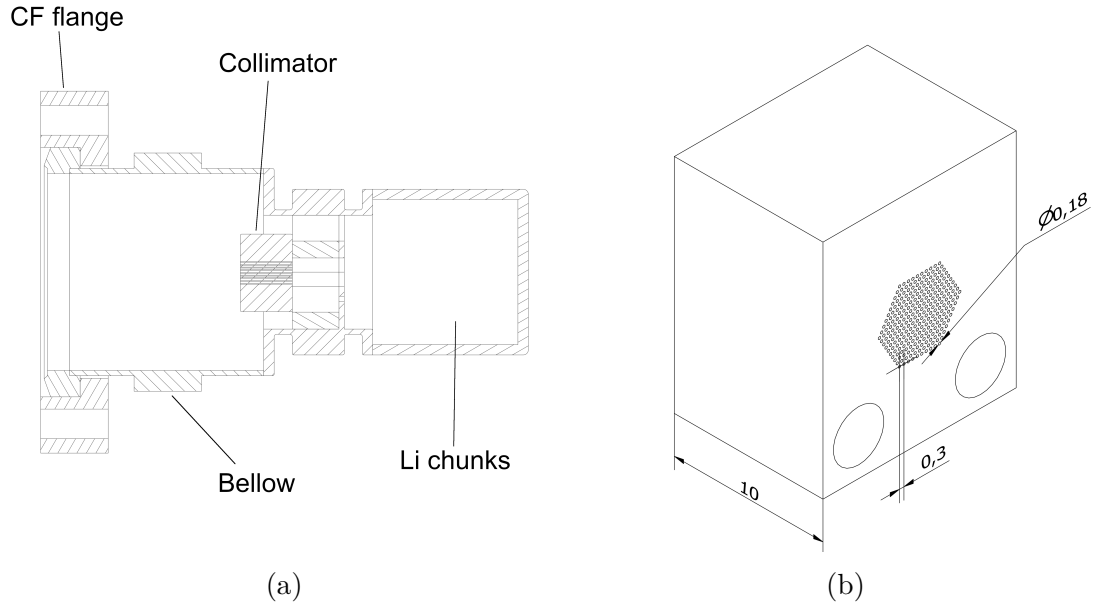 CF flange
Collimator
Li chunks
Bellow
(a)
Ø0,18
0,3
10
(b)